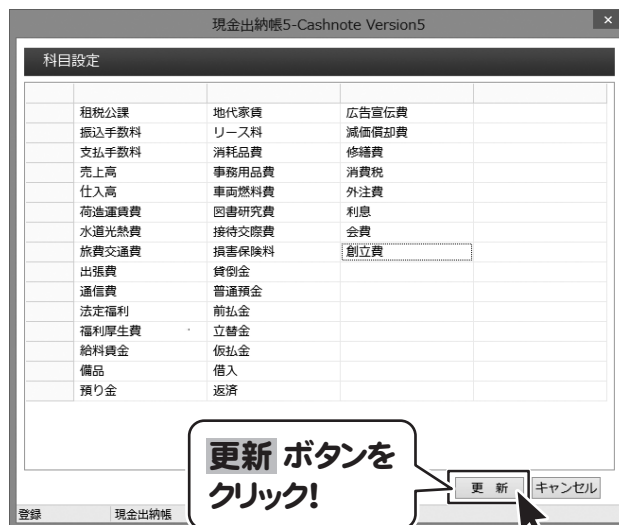 現金出納帳5-Cashnote Version5
×
科目設定
租税公課 地代家賃 広告宣伝費
振込手数料 リース料 減価償却費
支払手数料 消耗品費 修繕費
売上高 事務用品費 消費税
仕入高 車両燃料費 外注費
荷造運賃費 図書研究費 利息
水道光熱費 接待交際費 会費
旅費交通費 損害保険料 創立費
出張費 貸倒金
通信費 普通預金
法定福利 前払金
福利厚生費 立替金
給料賃金 仮払金
備品 借入
預り金 返済
更新 ボタンを
クリック!
更 新 キャンセル
登録 現金出納帳